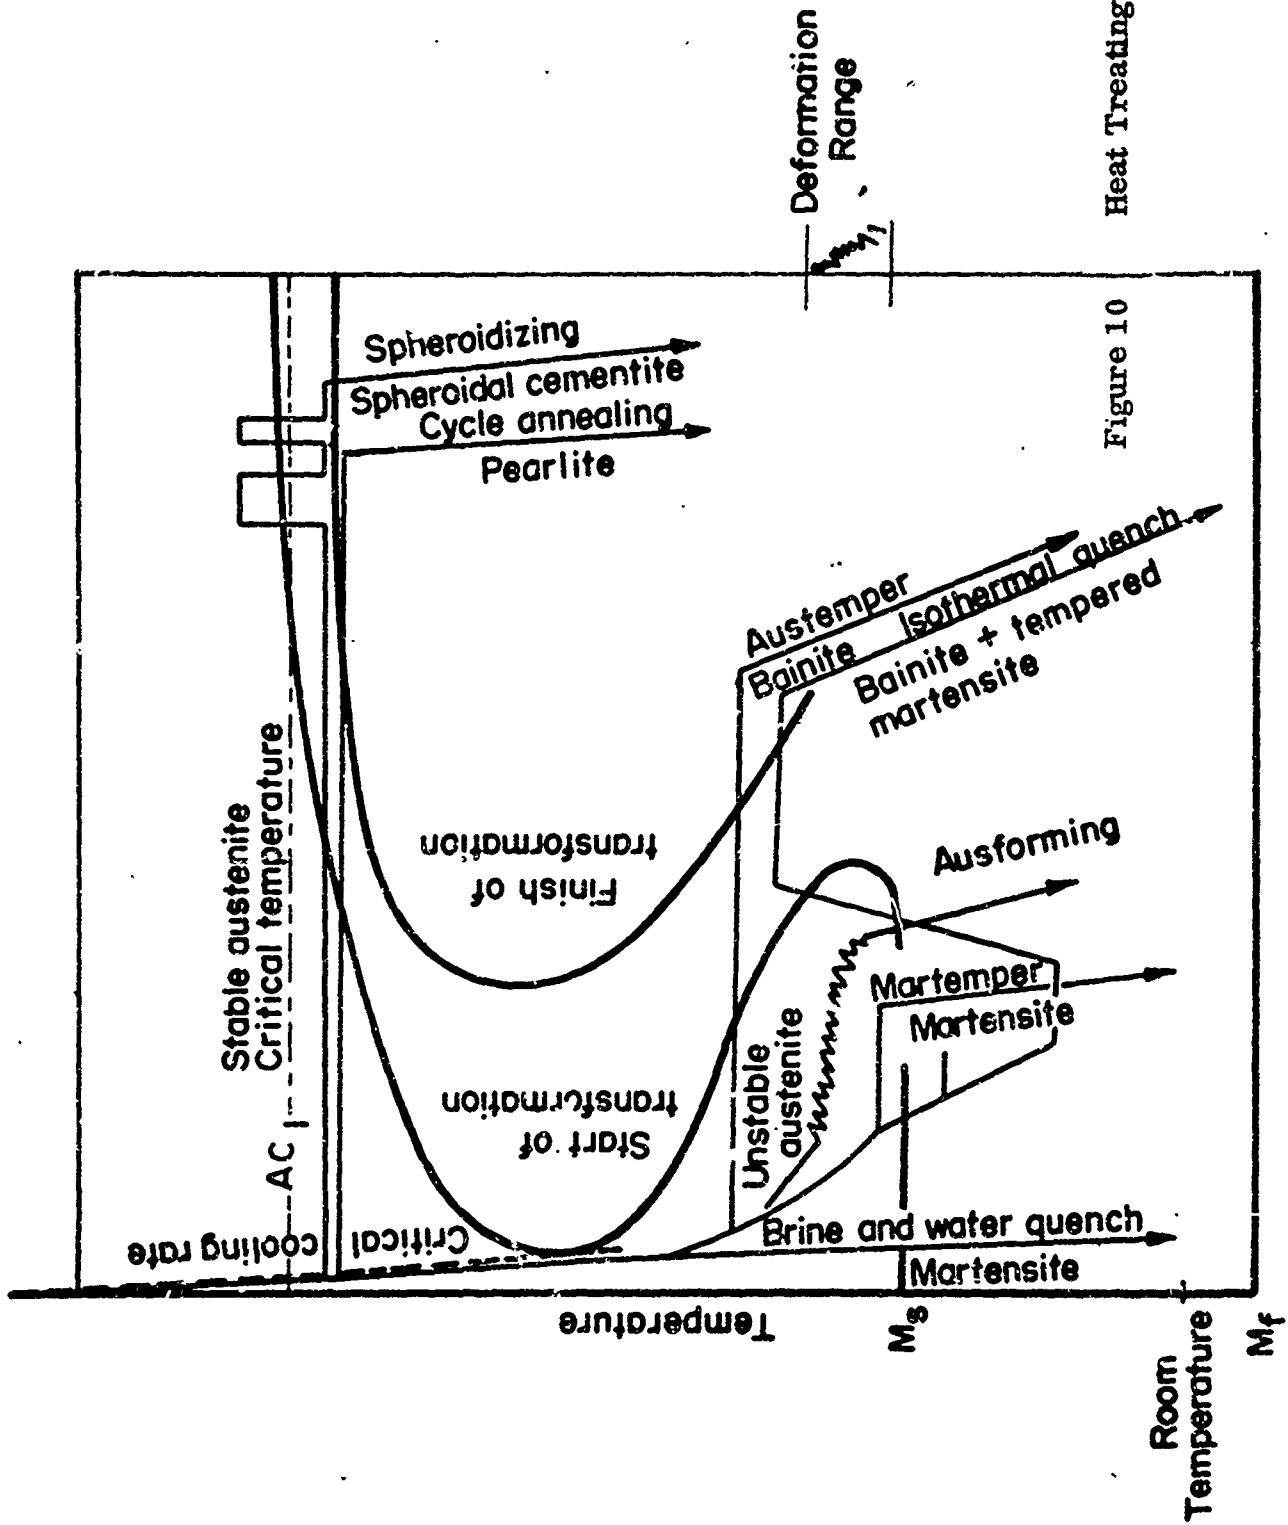 Stable austenite
Critical temperature
AC1
Critical
cooling rate
Start of
transformation
Finish of
transformation
Spheroidizing
Spheroidal cementite
Cycle annealing
Pearlite
Austemper
Bainite
Isothermal quench
Bainite + tempered
martensite
Unstable
austenite
Ausforming
Martemper
Martensite
Brine and water quench
Martensite
Temperature
Ms
Room
Temperature
Mf
Deformation
Range
Figure 10 Heat Treating